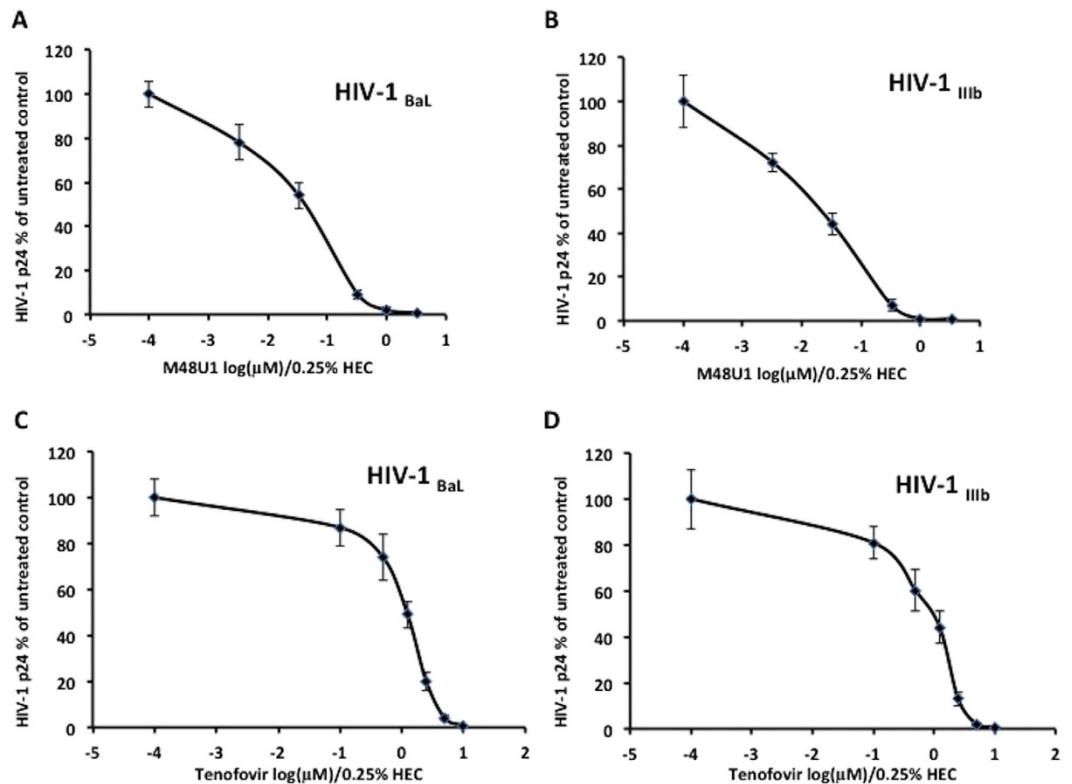 A
HIV-1 p24 % of untreated control
120
100
80
60
40
20
0
HIV-1 BaL
-5 -4 -3 -2 -1 0 1
M48U1 log(μM)/0.25% HEC
B
HIV-1 p24 % of untreated control
120
100
80
60
40
20
0
HIV-1 IIIb
-5 -4 -3 -2 -1 0 1
M48U1 log(μM)/0.25% HEC
C
HIV-1 p24 % of untreated control
120
100
80
60
40
20
0
HIV-1 BaL
-5 -4 -3 -2 -1 0 1 2
Tenofovir log(μM)/0.25% HEC
D
HIV-1 p24 % of untreated control
120
100
80
60
40
20
0
HIV-1 IIIb
-5 -4 -3 -2 -1 0 1 2
Tenofovir log(μM)/0.25% HEC